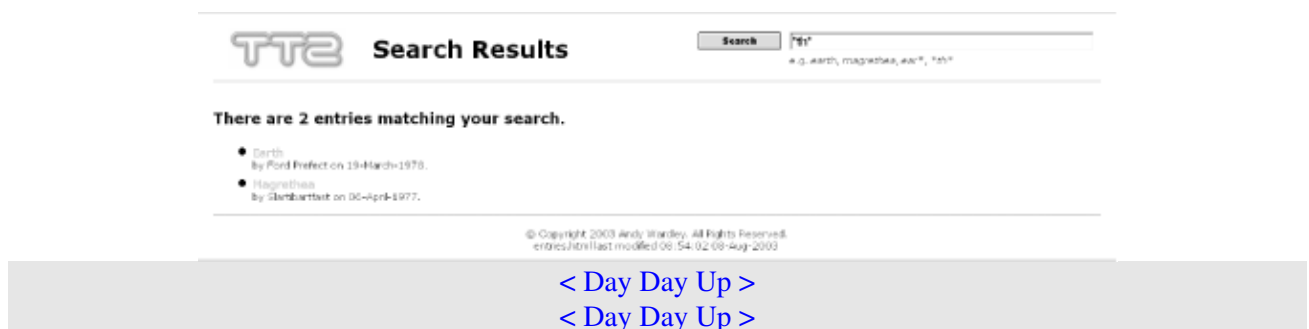 TT2 Search Results Search *th*
e.g. earth, magrethea, ear*, *th*
There are 2 entries matching your search.
Earth
by Ford Prefect on 19-March-1978.
Magrethea
by Slartibartfast on 06-April-1977.
© Copyright 2003 Andy Wardley. All Rights Reserved.
entries.html last modified 08:54:02 08-Aug-2003
< Day Day Up >
< Day Day Up >